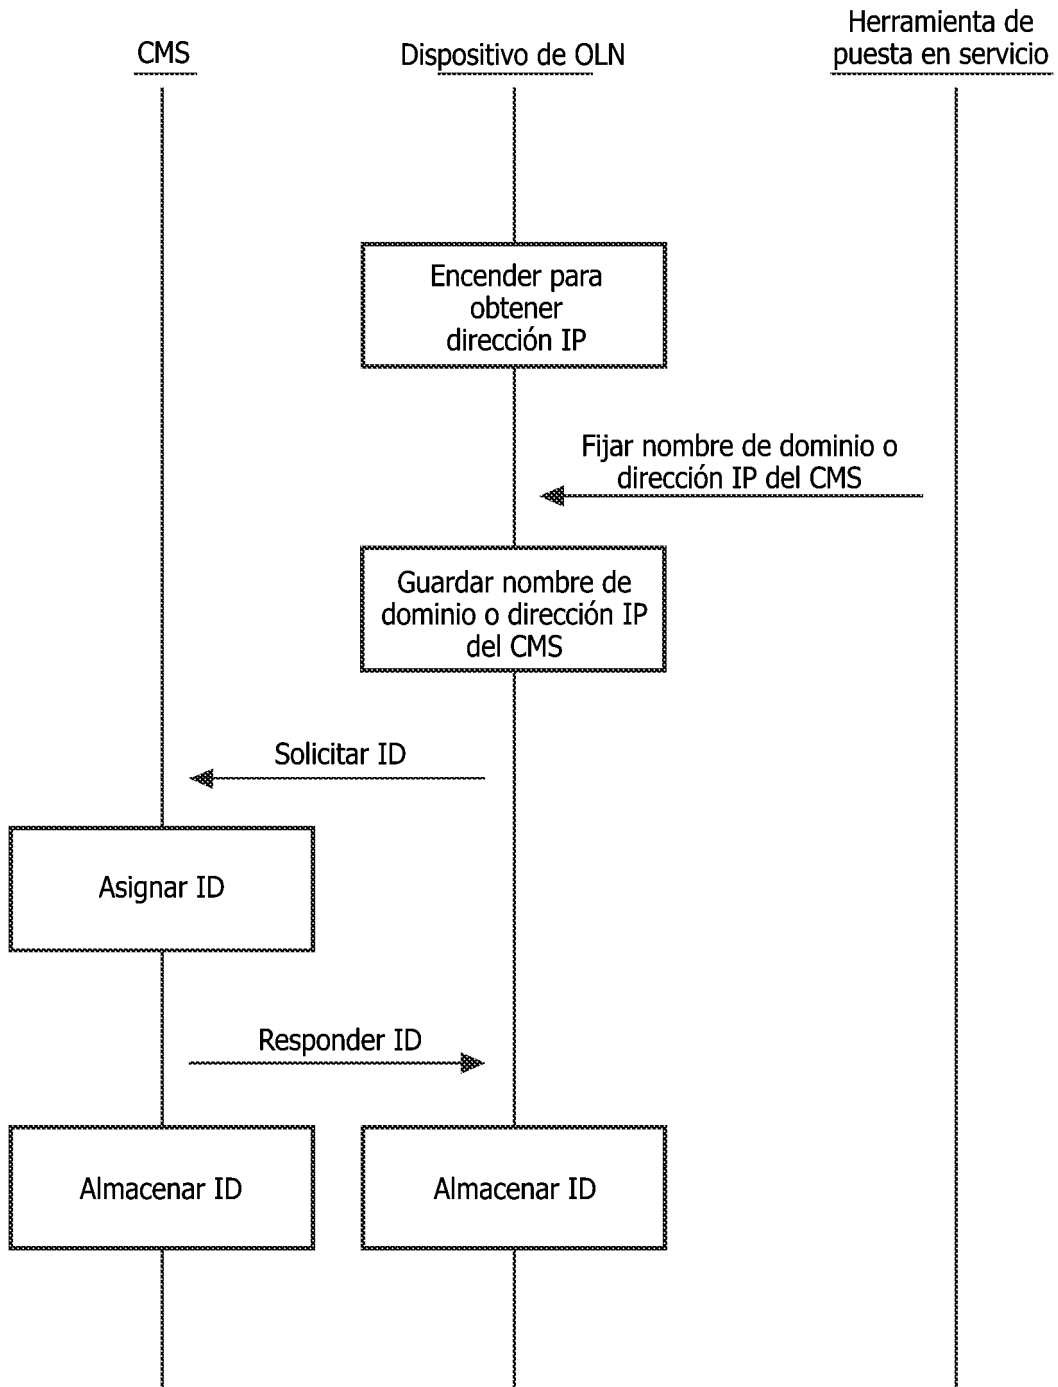 CMS
Dispositivo de OLN
Herramienta de
puesta en servicio
Encender para
obtener
dirección IP
Fijar nombre de dominio o
dirección IP del CMS
Guardar nombre de
dominio o dirección IP
del CMS
Solicitar ID
Asignar ID
Responder ID
Almacenar ID
Almacenar ID